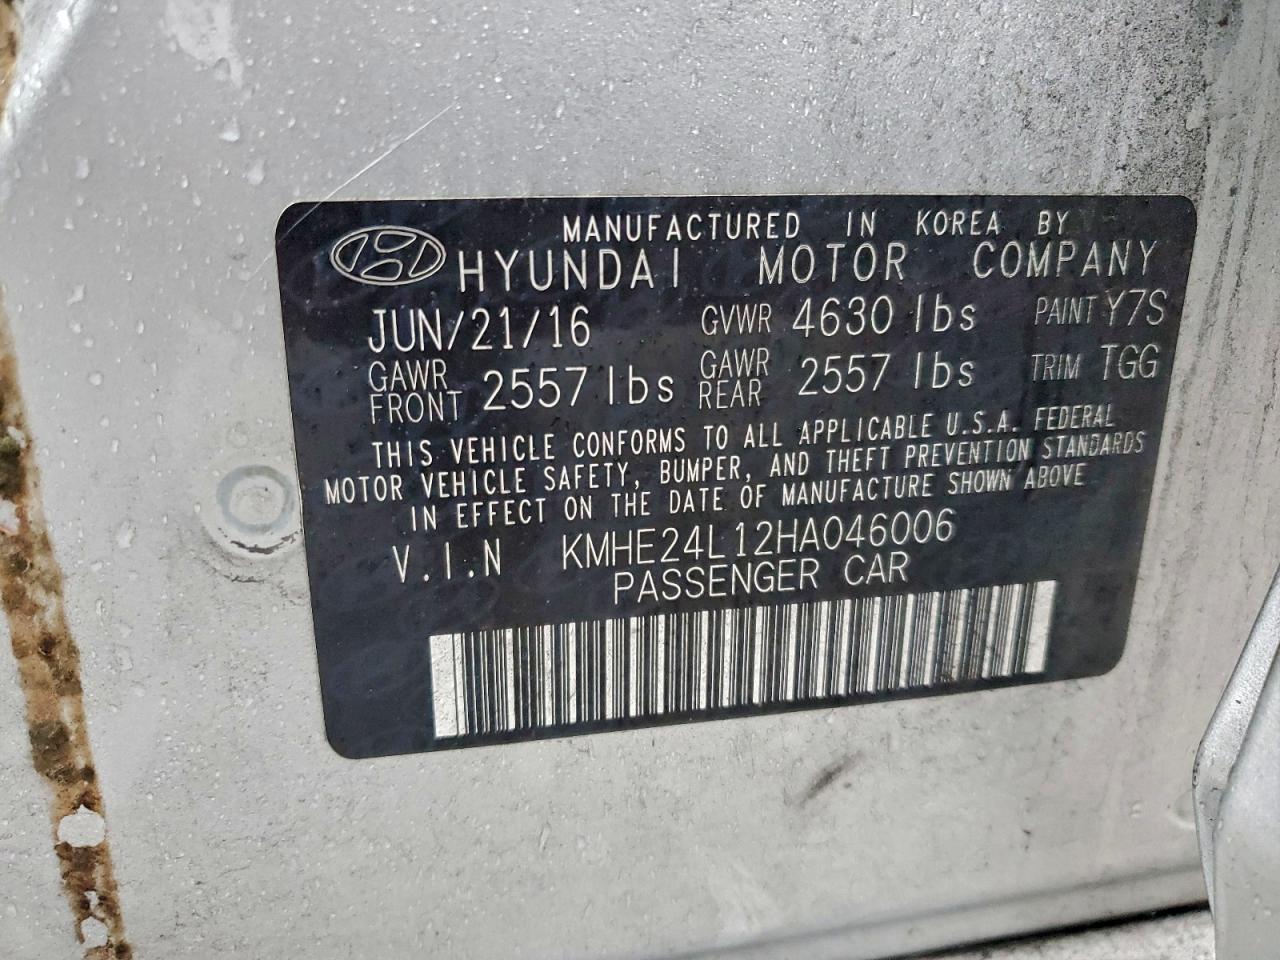 MANUFACTURED IN KOREA BY
HYUNDAI MOTOR COMPANY
JUN/21/16 GVWR 4630 lbs PAINT Y7S
GAWR FRONT 2557 lbs GAWR REAR 2557 lbs TRIM TGG
THIS VEHICLE CONFORMS TO ALL APPLICABLE U.S.A. FEDERAL
MOTOR VEHICLE SAFETY, BUMPER, AND THEFT PREVENTION STANDARDS
IN EFFECT ON THE DATE OF MANUFACTURE SHOWN ABOVE
V.I.N KMHE24L12HA046006
PASSENGER CAR